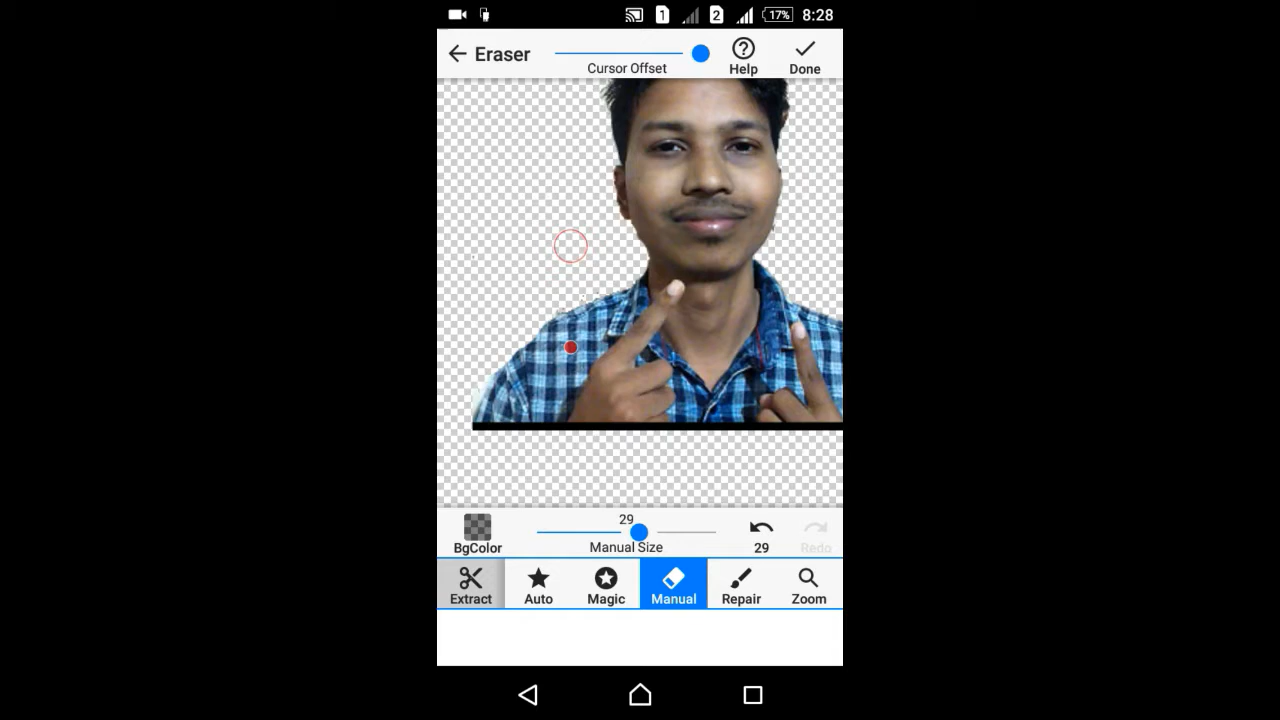 1 2 17% 8:28
Eraser
Cursor Offset
Help
Done
29
BgColor
Manual Size
29
Redo
Extract
Auto
Magic
Manual
Repair
Zoom